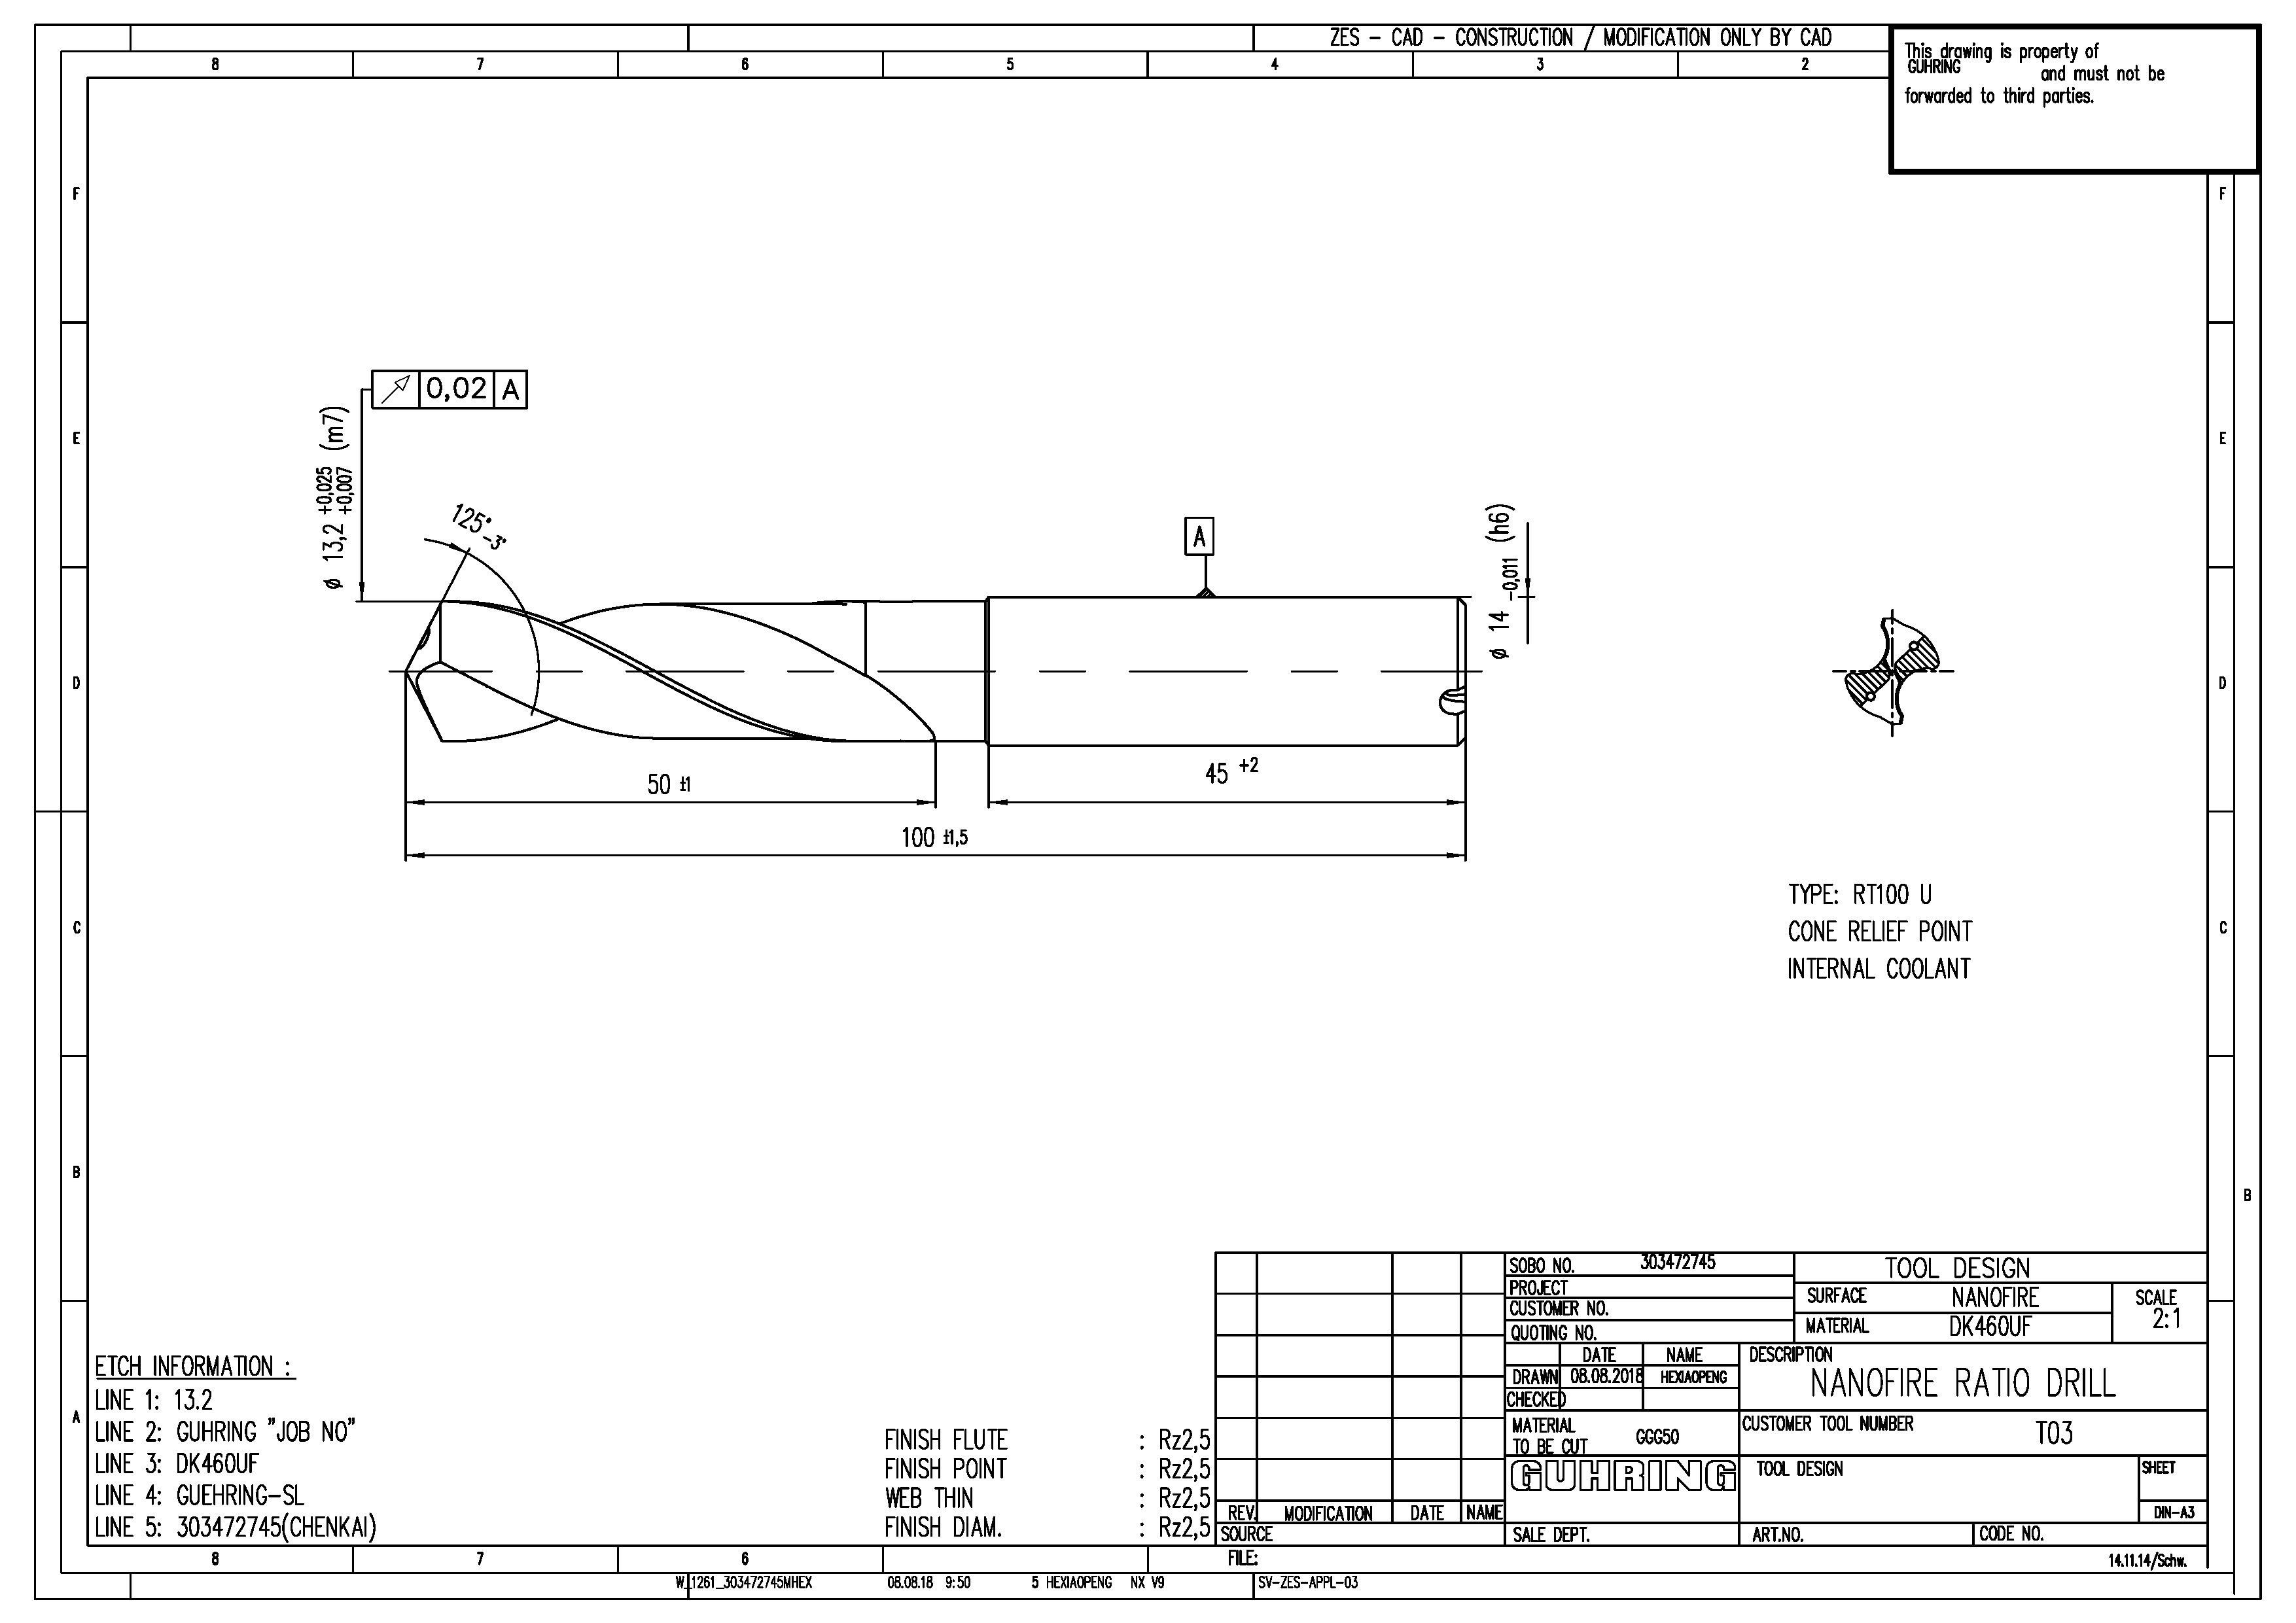 ZES - CAD - CONSTRUCTION / MODIFICATION ONLY BY CAD
This drawing is property of
GUHRING and must not be
forwarded to third parties.
8 7 6 5 4 3 2
F F
E E
D D
C C
B B
B
A
0,02 A
ø 13,2 +0,025 +0,007 (m7)
125° -3°
A
ø 14 -0,011 (h6)
50 ±1
45 +2
100 ±1,5
TYPE: RT100 U
CONE RELIEF POINT
INTERNAL COOLANT
ETCH INFORMATION :
LINE 1: 13.2
LINE 2: GUHRING "JOB NO"
LINE 3: DK460UF
LINE 4: GUEHRING-SL
LINE 5: 303472745(CHENKAI)
FINISH FLUTE : Rz2,5
FINISH POINT : Rz2,5
WEB THIN : Rz2,5
FINISH DIAM. : Rz2,5
REV. MODIFICATION DATE NAME
SOURCE
FILE:
SOBO NO. 303472745
PROJECT
CUSTOMER NO.
QUOTING NO.
TOOL DESIGN
SURFACE NANOFIRE
MATERIAL DK460UF
SCALE
2:1
DATE NAME
DRAWN 08.08.2018 HEXIAOPENG
CHECKED
DESCRIPTION
NANOFIRE RATIO DRILL
MATERIAL
TO BE CUT GGG50
CUSTOMER TOOL NUMBER T03
GUHRING
TOOL DESIGN
SHEET
DIN-A3
SALE DEPT.
ART.NO.
CODE NO.
14.11.14/Schw.
8 7 6
W_1261_303472745MHEX 08.08.18 9:50 5 HEXIAOPENG NX V9 SV-ZES-APPL-03